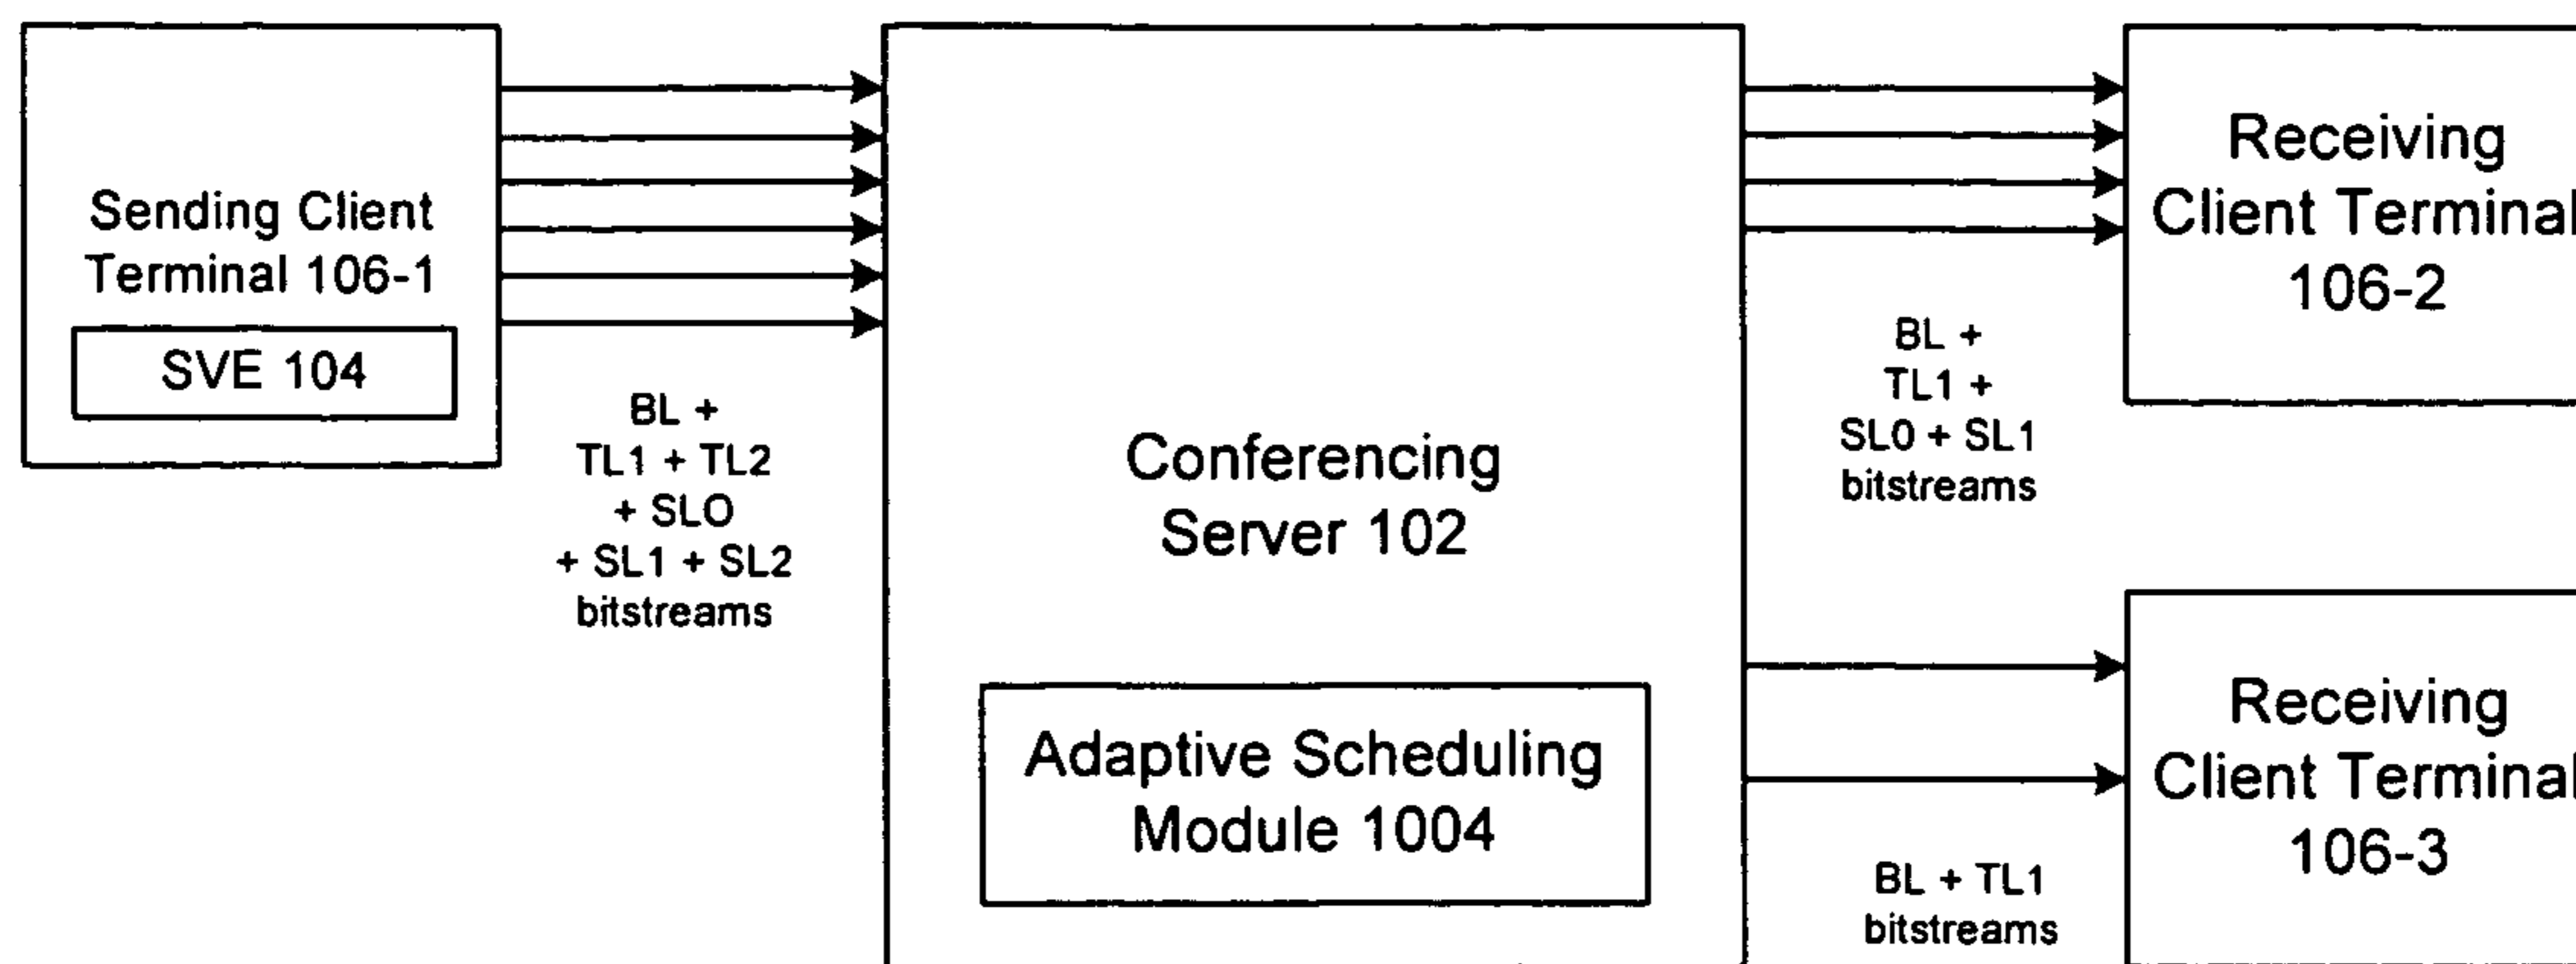 Sending Client
Terminal 106-1
SVE 104
BL +
TL1 + TL2
+ SLO
+ SL1 + SL2
bitstreams
Conferencing
Server 102
Adaptive Scheduling
Module 1004
BL +
TL1 +
SL0 + SL1
bitstreams
Receiving
Client Terminal
106-2
BL + TL1
bitstreams
Receiving
Client Terminal
106-3